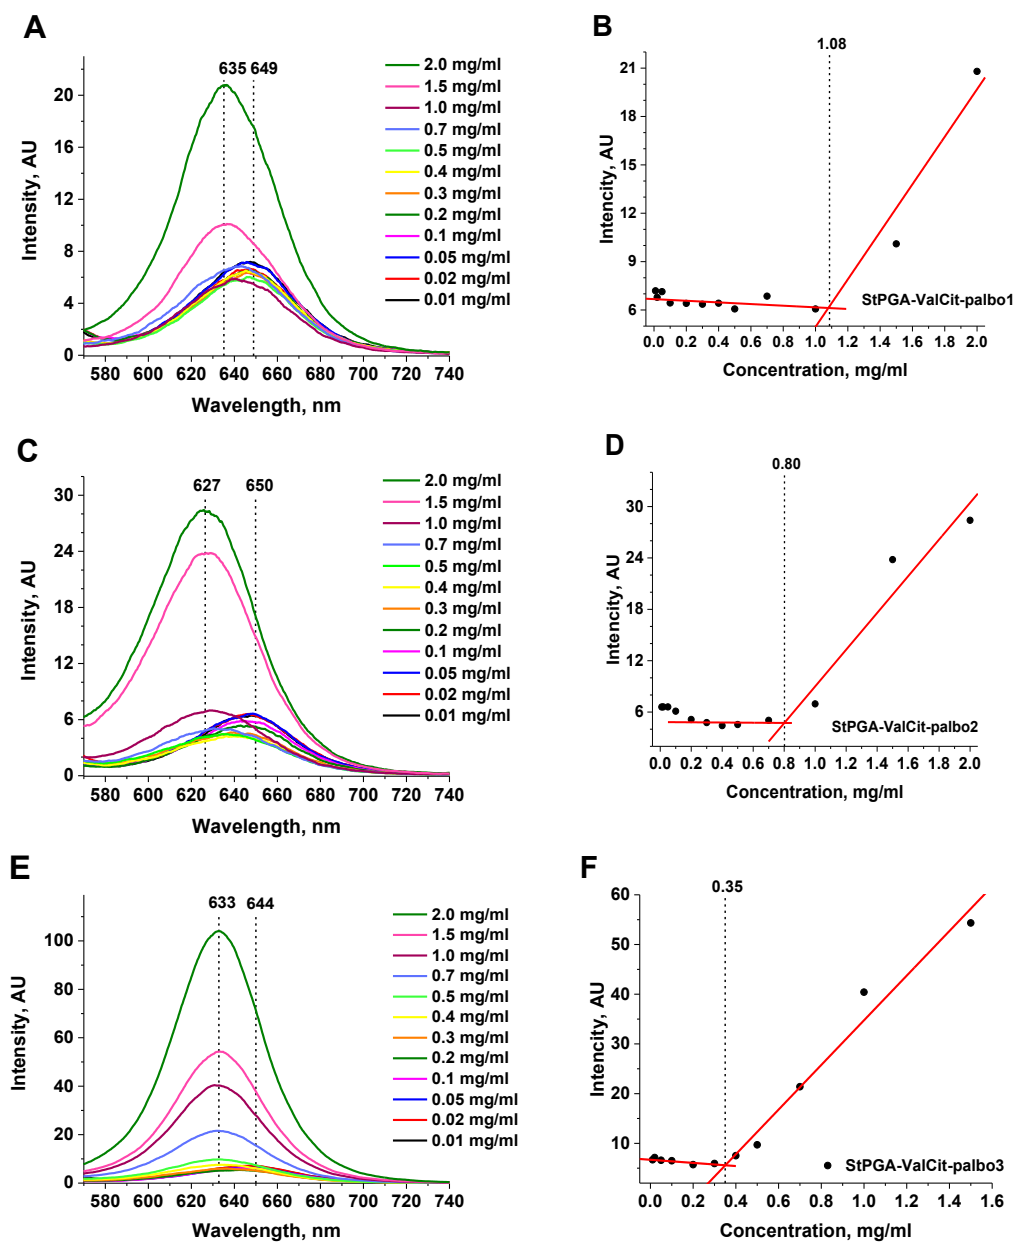 A
635 649
20
16
12
8
4
0
Intensity, AU
580 600 620 640 660 680 700 720 740
Wavelength, nm
2.0 mg/ml
1.5 mg/ml
1.0 mg/ml
0.7 mg/ml
0.5 mg/ml
0.4 mg/ml
0.3 mg/ml
0.2 mg/ml
0.1 mg/ml
0.05 mg/ml
0.02 mg/ml
0.01 mg/ml
B
1.08
21
18
15
12
9
6
Intencity, AU
StPGA-ValCit-palbo1
0.0 0.2 0.4 0.6 0.8 1.0 1.2 1.4 1.6 1.8 2.0
Concentration, mg/ml
C
627 650
30
24
18
12
6
0
Intensity, AU
580 600 620 640 660 680 700 720 740
Wavelength, nm
2.0 mg/ml
1.5 mg/ml
1.0 mg/ml
0.7 mg/ml
0.5 mg/ml
0.4 mg/ml
0.3 mg/ml
0.2 mg/ml
0.1 mg/ml
0.05 mg/ml
0.02 mg/ml
0.01 mg/ml
D
0.80
30
24
18
12
6
Intencity, AU
StPGA-ValCit-palbo2
0.0 0.2 0.4 0.6 0.8 1.0 1.2 1.4 1.6 1.8 2.0
Concentration, mg/ml
E
633 644
100
80
60
40
20
0
Intensity, AU
580 600 620 640 660 680 700 720 740
Wavelength, nm
2.0 mg/ml
1.5 mg/ml
1.0 mg/ml
0.7 mg/ml
0.5 mg/ml
0.4 mg/ml
0.3 mg/ml
0.2 mg/ml
0.1 mg/ml
0.05 mg/ml
0.02 mg/ml
0.01 mg/ml
F
0.35
60
50
40
30
20
10
Intencity, AU
StPGA-ValCit-palbo3
0.0 0.2 0.4 0.6 0.8 1.0 1.2 1.4 1.6
Concentration, mg/ml